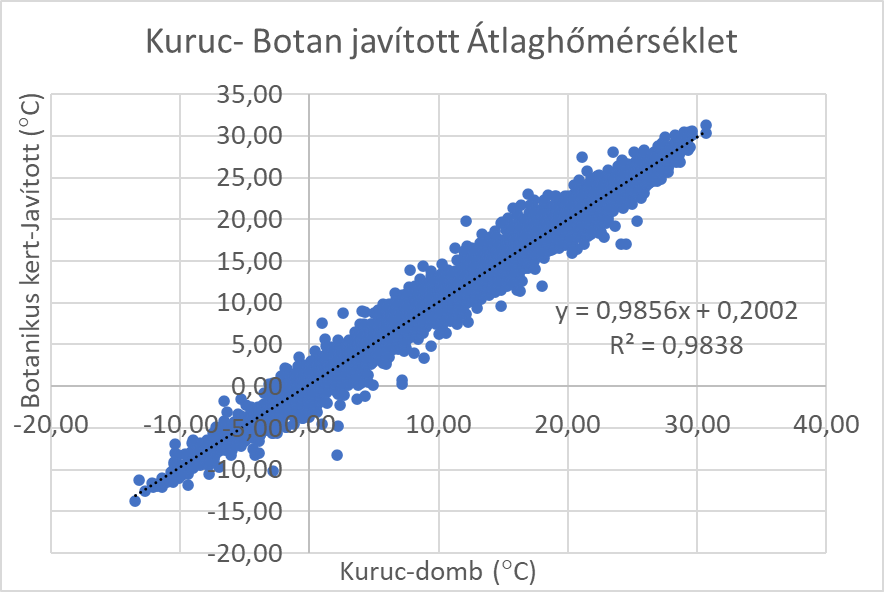 Kuruc- Botan javított Átlaghőmérséklet
Botanikus kert-Javított (°C)
35,00
30,00
25,00
20,00
15,00
10,00
5,00
0,00
-5,00
-10,00
-15,00
-20,00
y = 0,9856x + 0,2002
R² = 0,9838
-20,00 -10,00 0,00 10,00 20,00 30,00 40,00
Kuruc-domb (°C)